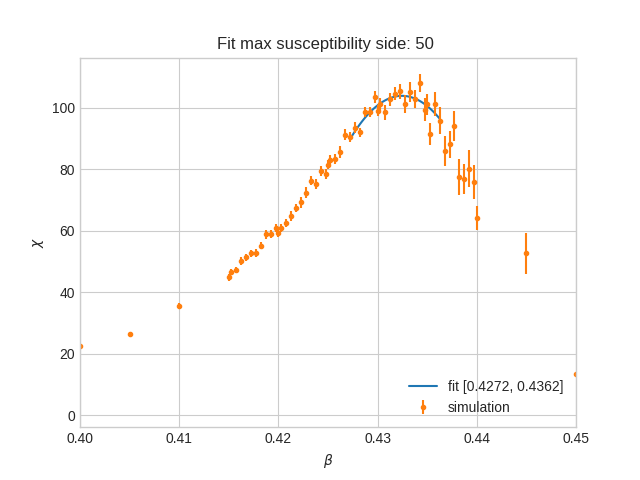 Fit max susceptibility side: 50
χ
100
80
60
40
20
0
fit [0.4272, 0.4362]
simulation
0.40 0.41 0.42 0.43 0.44 0.45
β